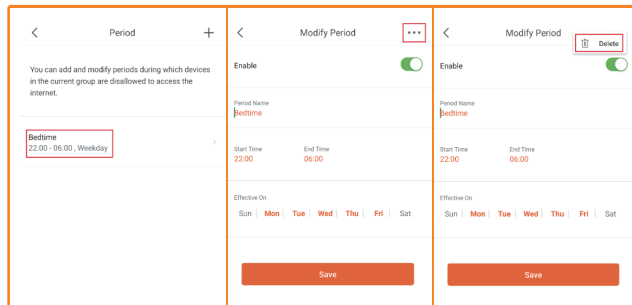 Period
You can add and modify periods during which devices
in the current group are disallowed to access the
internet.
Bedtime
22:00 - 06:00 , Weekday
Modify Period
Enable
Period Name
Bedtime
Start Time End Time
22:00 06:00
Effective On
Sun Mon Tue Wed Thu Fri Sat
Save
Modify Period
Delete
Enable
Period Name
Bedtime
Start Time End Time
22:00 06:00
Effective On
Sun Mon Tue Wed Thu Fri Sat
Save